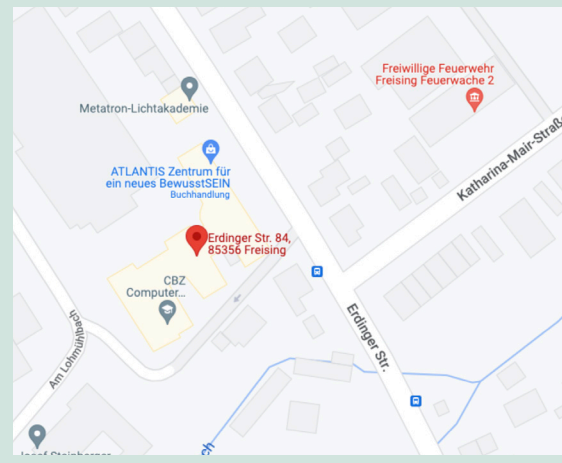 Freiwillige Feuerwehr
Freising Feuerwache 2
Metatron-Lichtakademie
Katharina-Mair-Straße
ATLANTIS Zentrum für
ein neues BewusstSEIN
Buchhandlung
Erdinger Str. 84,
85356 Freising
CBZ
Computer...
Erdinger Str.
Am Lohmühlbach